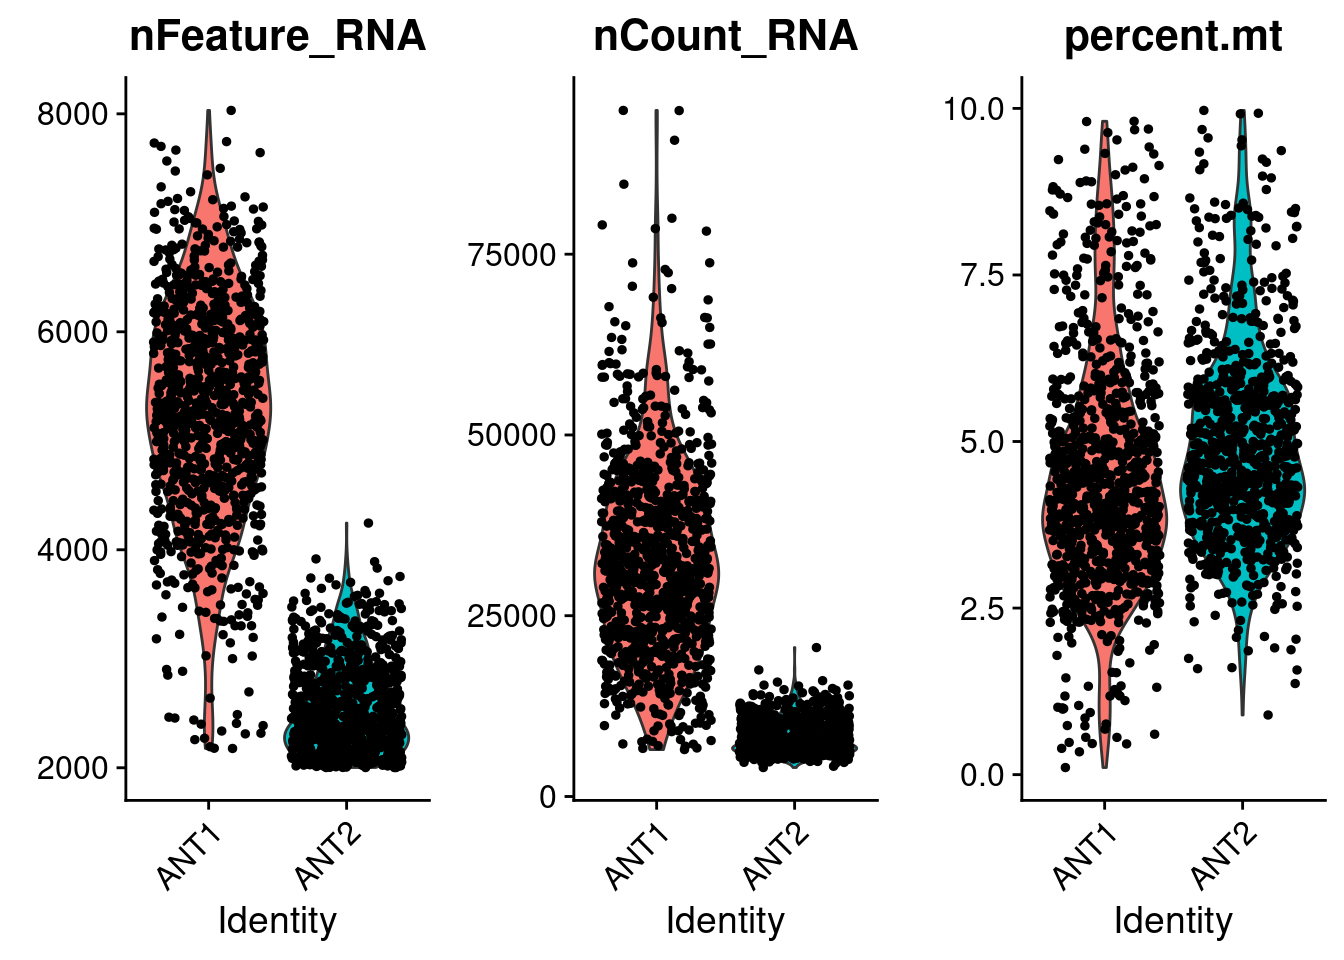 nFeature_RNA
8000
6000
4000
2000
ANT1
ANT2
Identity
nCount_RNA
75000
50000
25000
0
ANT1
ANT2
Identity
percent.mt
10.0
7.5
5.0
2.5
0.0
ANT1
ANT2
Identity